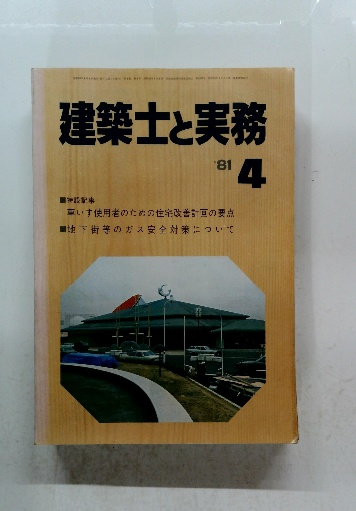 建築士と実務
'81 4
■特設記事
車いす使用者のための住宅改善計画の要点
■地下街等のガス安全対策について